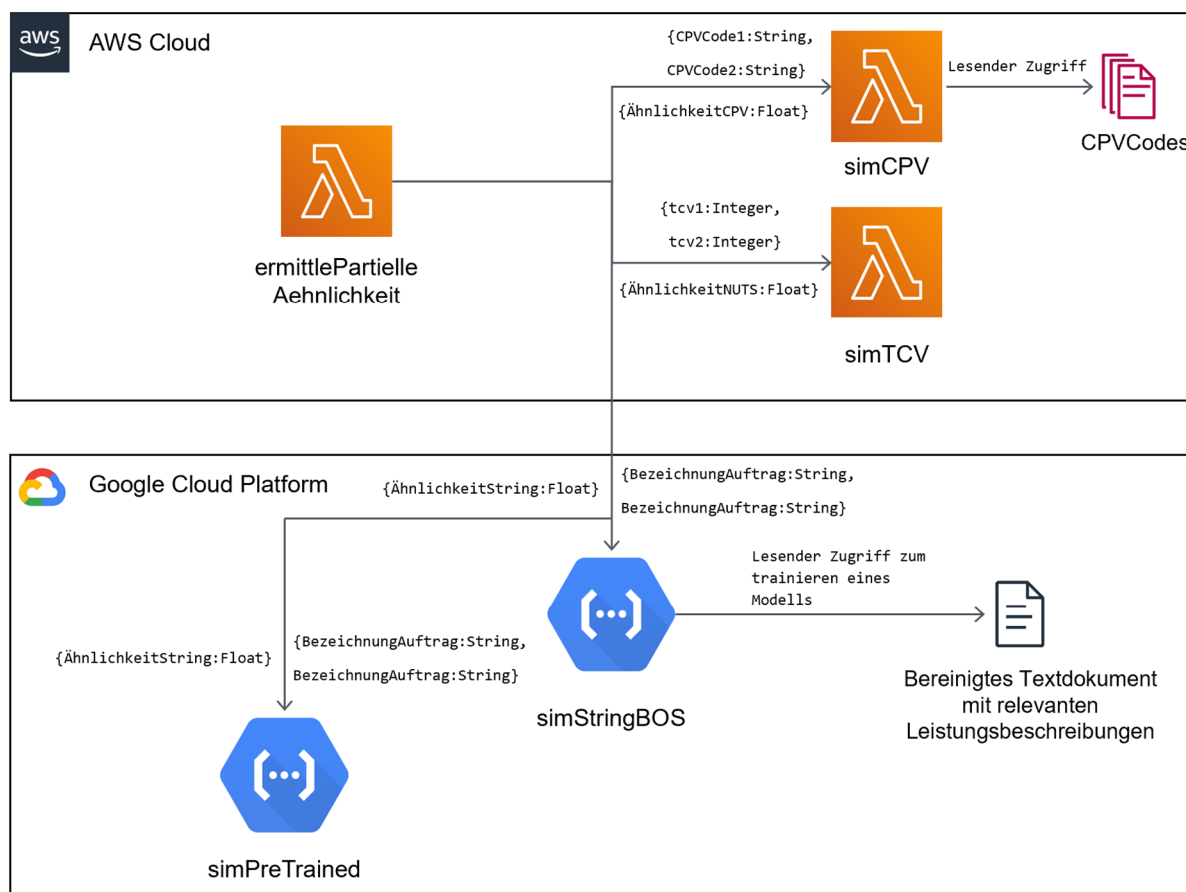 aws
AWS Cloud
{CPVCode1:String,
CPVCode2:String}
{ÄhnlichkeitCPV:Float}
simCPV
Lesender Zugriff
CPVCodes
ermittlePartielle
Aehnlichkeit
{tcv1:Integer,
tcv2:Integer}
{ÄhnlichkeitNUTS:Float}
simTCV
Google Cloud Platform
{ÄhnlichkeitString:Float}
{BezeichnungAuftrag:String,
BezeichnungAuftrag:String}
Lesender Zugriff zum
trainieren eines
Modells
simStringBOS
Bereinigtes Textdokument
mit relevanten
Leistungsbeschreibungen
{ÄhnlichkeitString:Float}
{BezeichnungAuftrag:String,
BezeichnungAuftrag:String}
simPreTrained